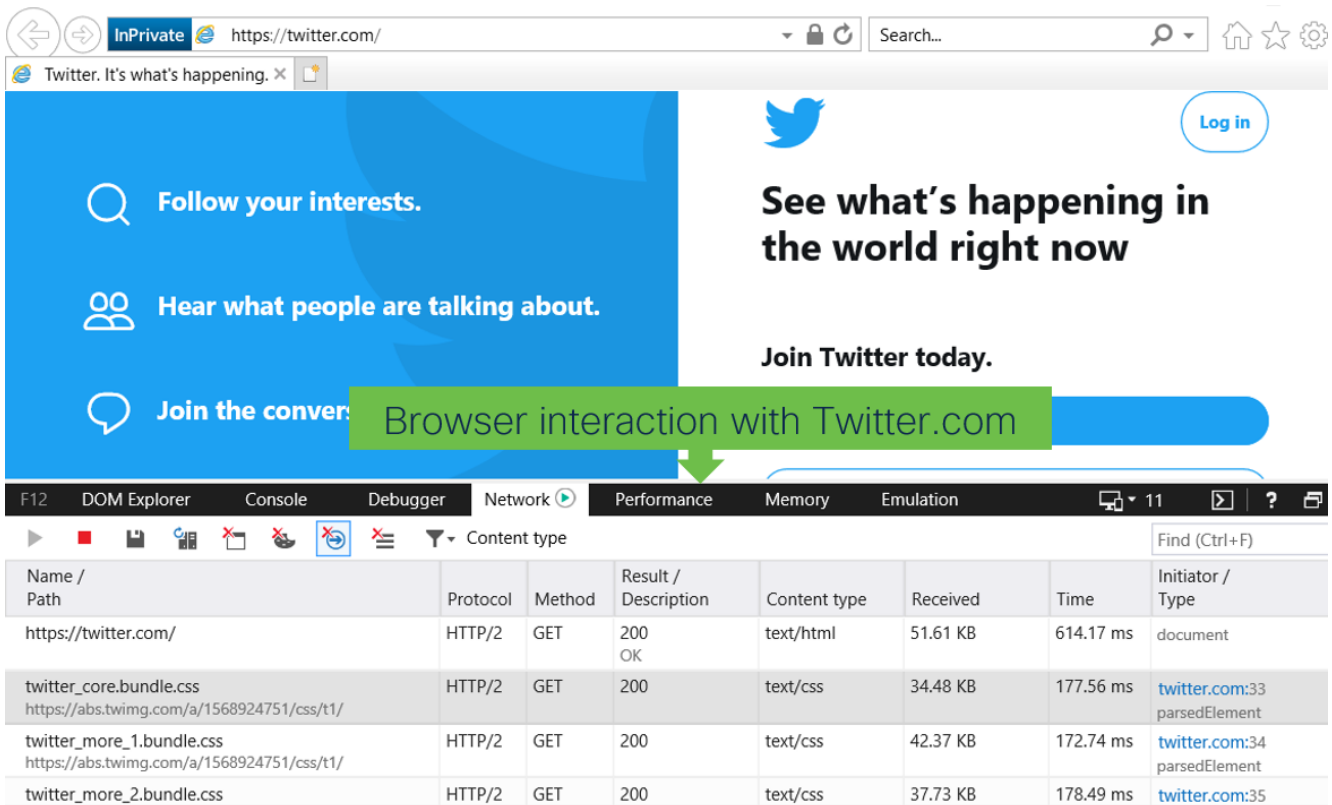 InPrivate https://twitter.com/ Search...
Twitter. It's what's happening.
Log in
Follow your interests.
See what's happening in
the world right now
Hear what people are talking about.
Join Twitter today.
Join the conver
Browser interaction with Twitter.com
F12 DOM Explorer Console Debugger Network Performance Memory Emulation 11 ?
Content type Find (Ctrl+F)
Name / Result / Initiator /
Path Protocol Method Description Content type Received Time Type
https://twitter.com/ HTTP/2 GET 200 text/html 51.61 KB 614.17 ms document
OK
twitter_core.bundle.css HTTP/2 GET 200 text/css 34.48 KB 177.56 ms twitter.com:33
https://abs.twimg.com/a/1568924751/css/t1/ parsedElement
twitter_more_1.bundle.css HTTP/2 GET 200 text/css 42.37 KB 172.74 ms twitter.com:34
https://abs.twimg.com/a/1568924751/css/t1/ parsedElement
twitter_more_2.bundle.css HTTP/2 GET 200 text/css 37.73 KB 178.49 ms twitter.com:35